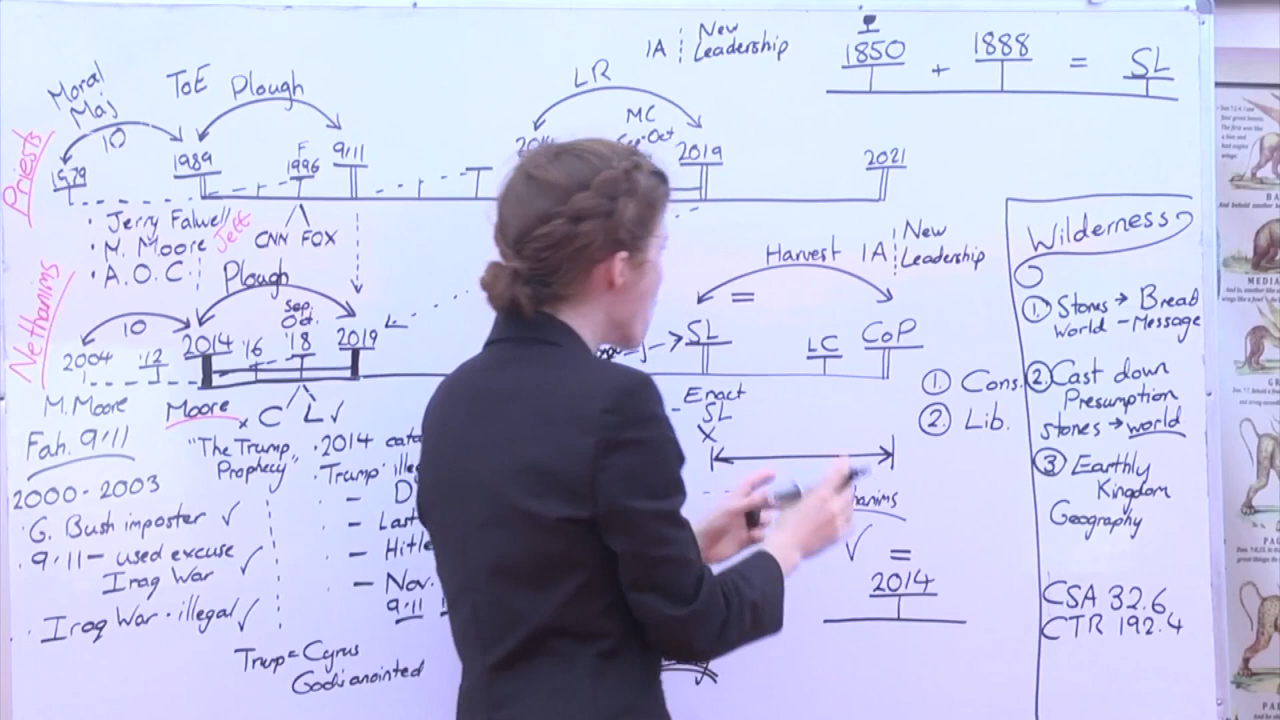 1A New
Leadership
1850 + 1888 = SL
Moral
Maj
10
ToE
Plough
LR
MC
Priests
1979
1989
F
1996
9/11
2019
2021
· Jerry Falwell
· M. Moore
Jeff
· A.O.C.
CNN FOX
Nethanims
Plough
10
2004
'12
2014
'16
Sep.
Oct.
'18
2019
Harvest 1A New
Leadership
=
SL
LC
CoP
M. Moore
Moore
x C L ✓
Enact
SL
X
Fah. 9/11
2000-2003
· G. Bush imposter ✓
· 9·11 - used excuse
Iraq War ✓
· Iraq War · illegal ✓
"The Trump
Prophecy"
· 2014
· Trump
- Nov.
9·11
Trump = Cyrus
God's anointed
✓ =
2014
① Cons.
② Lib.
Wilderness
① Stones → Bread
World - Message
② Cast down
Presumption
stones → world
③ Earthly
Kingdom
Geography
CSA 32.6
CTR 192.4